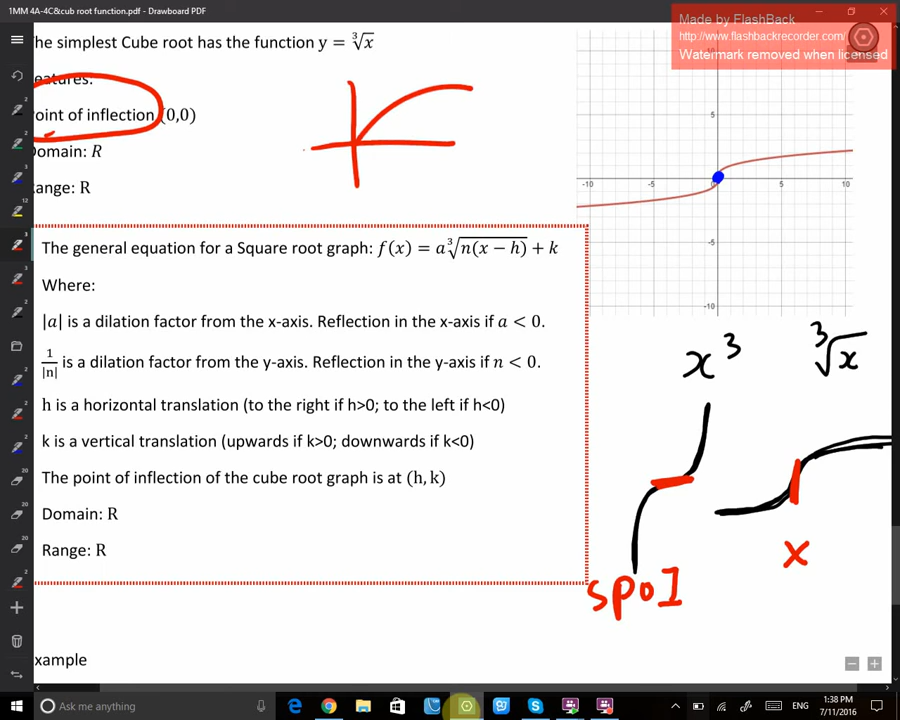 1MM 4A-4C&cub root function.pdf - Drawboard PDF
Made by FlashBack
http://www.flashbackrecorder.com/
Watermark removed when licensed
he simplest Cube root has the function y = ∛x
eatures:
oint of inflection (0,0)
omain: R
ange: R
5
-10 -5 5 10
-5
-10
The general equation for a Square root graph: f(x) = a∛n(x − h) + k
Where:
|a| is a dilation factor from the x-axis. Reflection in the x-axis if a < 0.
1/|n| is a dilation factor from the y-axis. Reflection in the y-axis if n < 0.
h is a horizontal translation (to the right if h>0; to the left if h<0)
k is a vertical translation (upwards if k>0; downwards if k<0)
The point of inflection of the cube root graph is at (h, k)
Domain: R
Range: R
x³ ∛x
x
SPOI
xample
Ask me anything
1:38 PM
7/11/2016